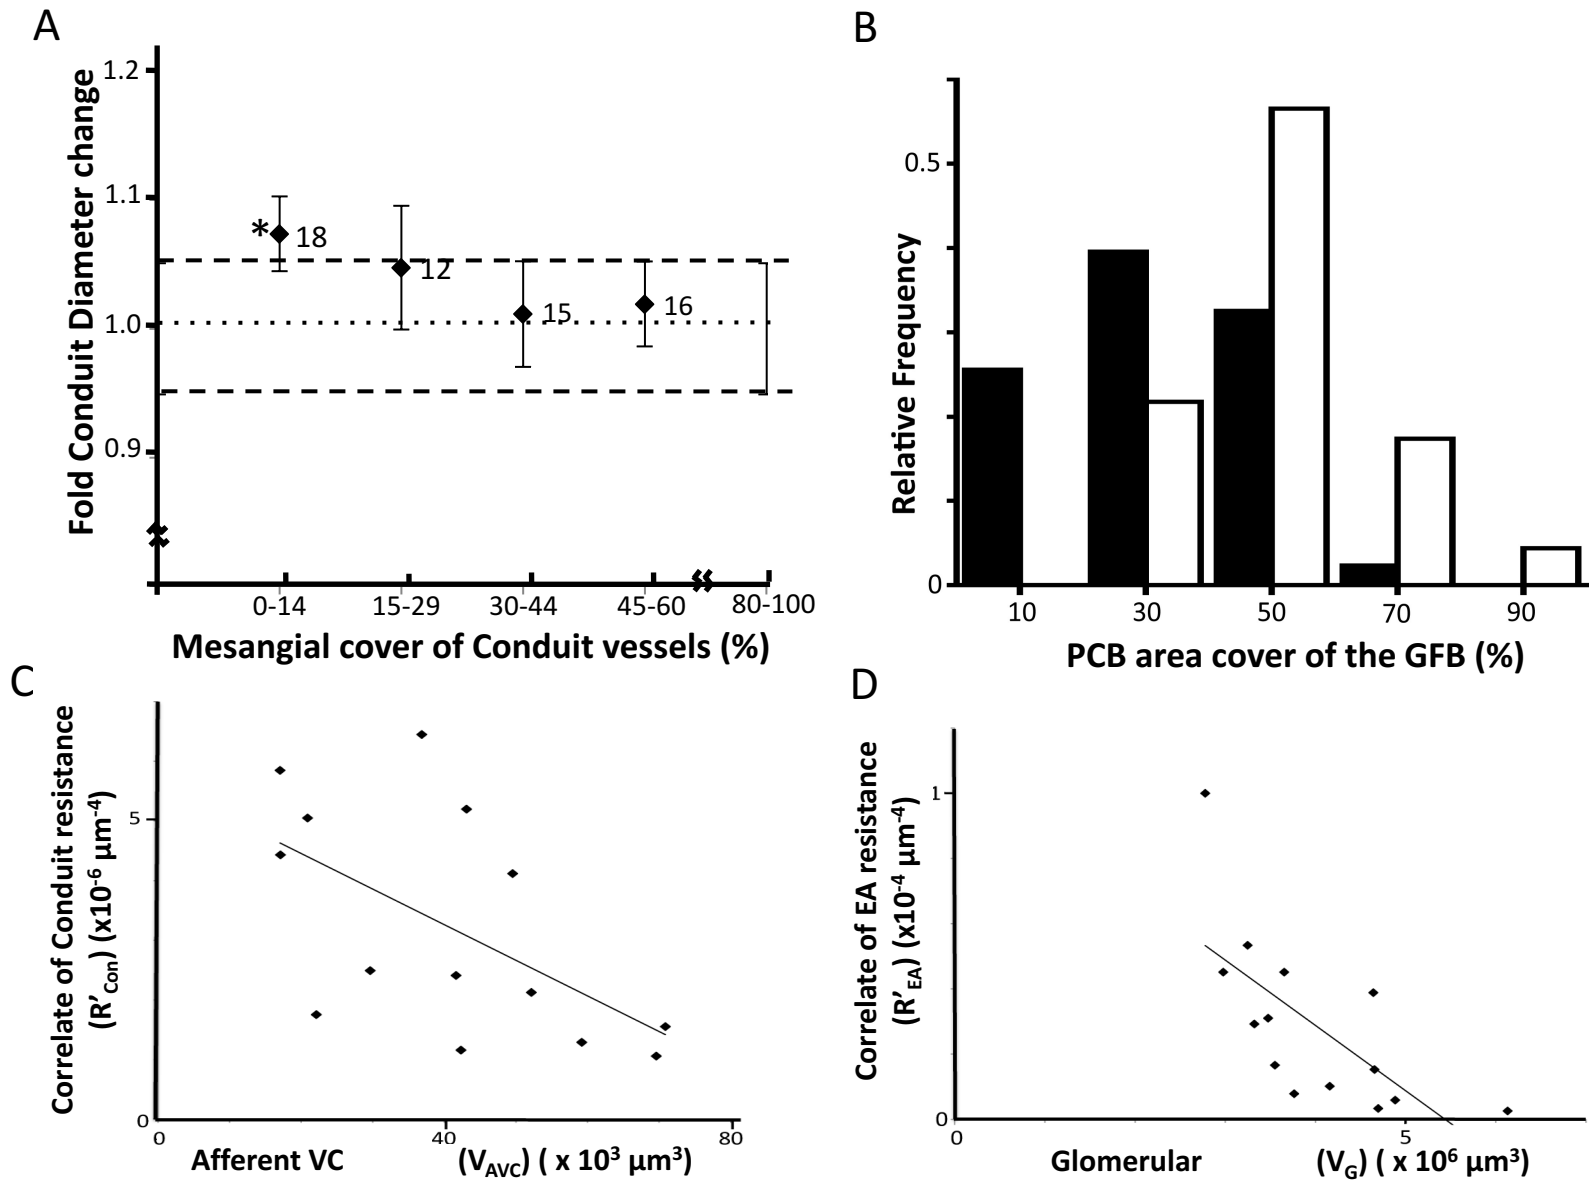 A
Fold Conduit Diameter change
1.2
1.1
1.0
0.9
*
18
12
15
16
0-14 15-29 30-44 45-60 80-100
Mesangial cover of Conduit vessels (%)
B
Relative Frequency
0.5
0
10 30 50 70 90
PCB area cover of the GFB (%)
C
Correlate of Conduit resistance
(R'Con) (x10-6 μm-4)
5
0
0 40 80
Afferent VC (VAVC) ( x 10³ μm³)
D
Correlate of EA resistance
(R'EA) (x10-4 μm-4)
1
0
0 5
Glomerular (VG) ( x 10⁶ μm³)